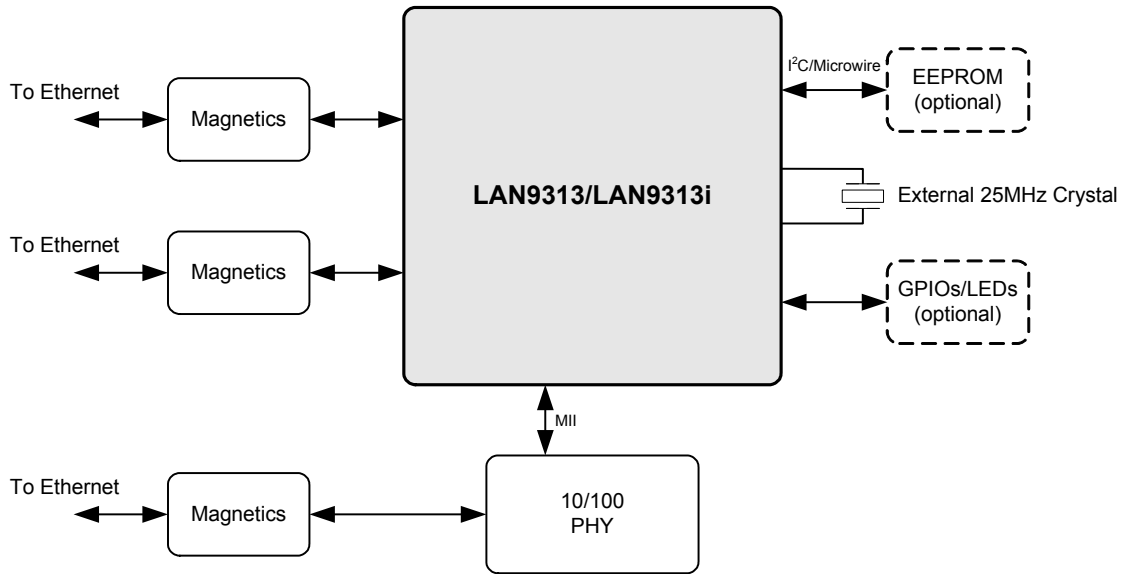 To Ethernet
Magnetics
To Ethernet
Magnetics
LAN9313/LAN9313i
I²C/Microwire
EEPROM
(optional)
External 25MHz Crystal
GPIOs/LEDs
(optional)
MII
To Ethernet
Magnetics
10/100
PHY